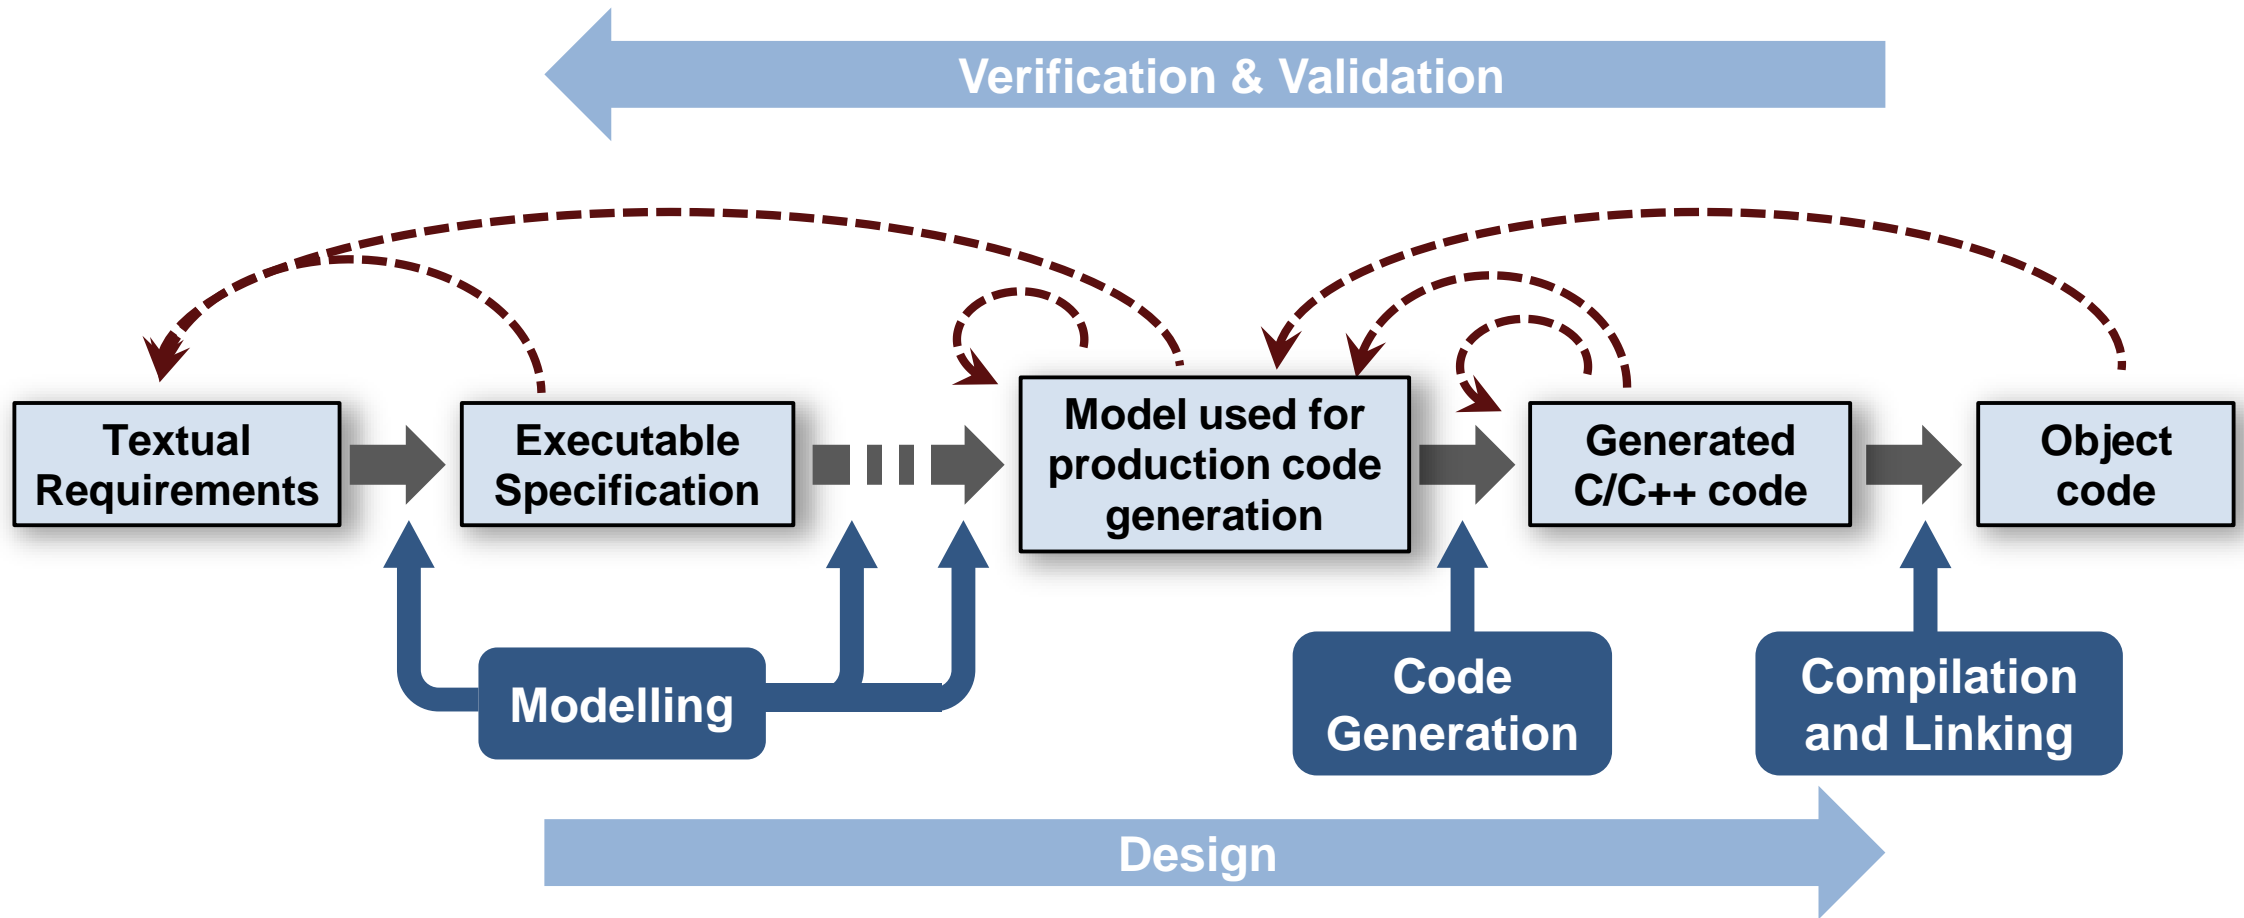 Verification & Validation
Textual
Requirements
Executable
Specification
Model used for
production code
generation
Generated
C/C++ code
Object
code
Modelling
Code
Generation
Compilation
and Linking
Design